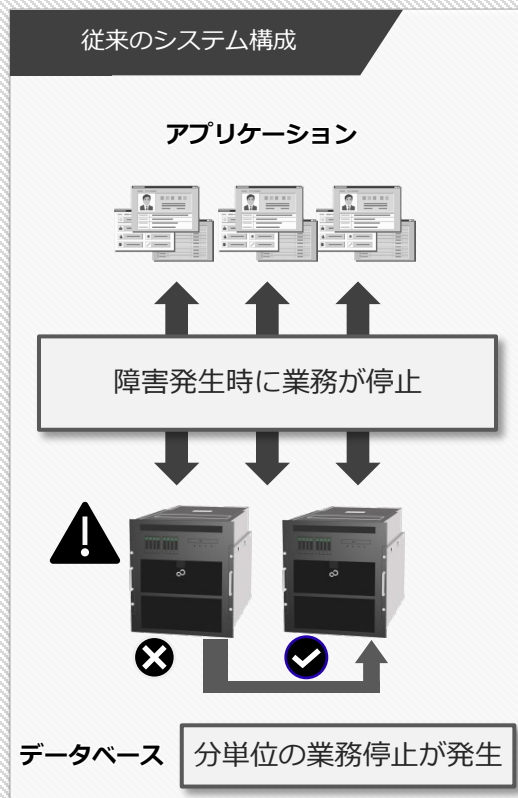 従来のシステム構成
アプリケーション
障害発生時に業務が停止
データベース
分単位の業務停止が発生